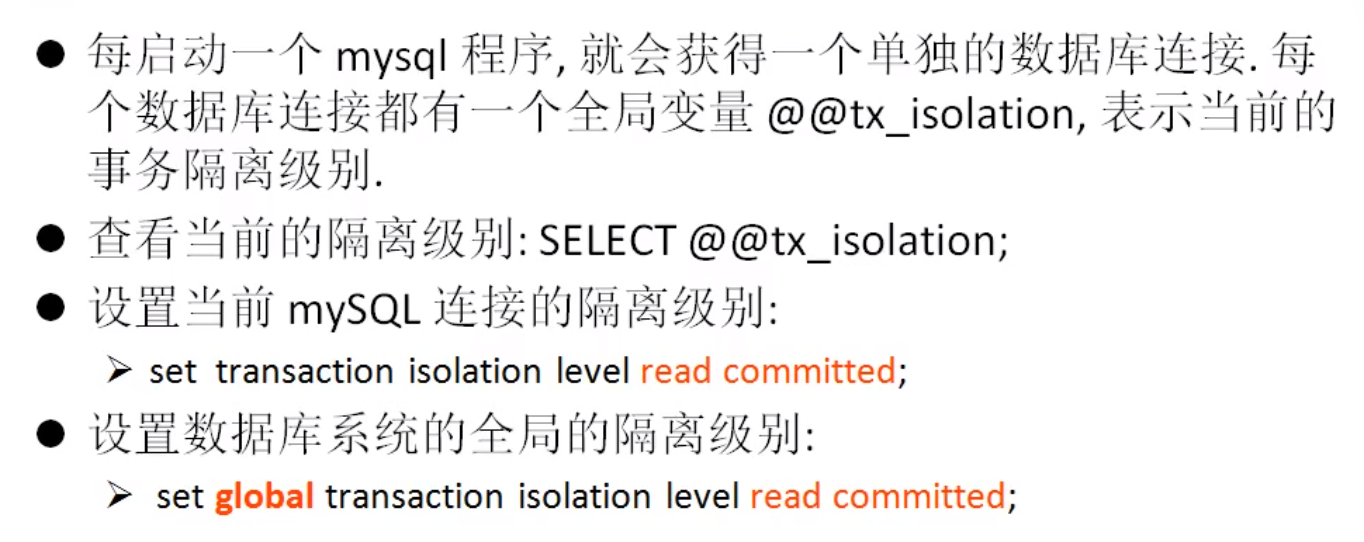 ● 每启动一个 mysql 程序, 就会获得一个单独的数据库连接. 每
个数据库连接都有一个全局变量 @@tx_isolation, 表示当前的
事务隔离级别.
● 查看当前的隔离级别: SELECT @@tx_isolation;
● 设置当前 mySQL 连接的隔离级别:
➢ set transaction isolation level read committed;
● 设置数据库系统的全局的隔离级别:
➢ set global transaction isolation level read committed;